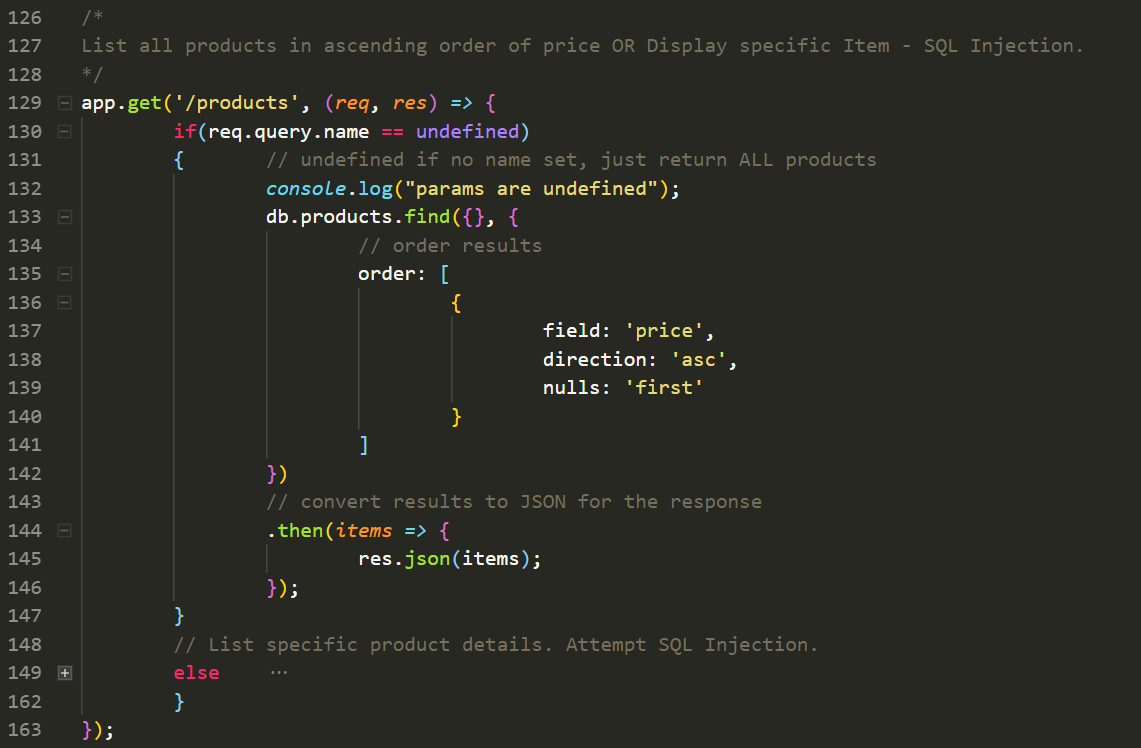 126 /*
127 List all products in ascending order of price OR Display specific Item - SQL Injection.
128 */
129 app.get('/products', (req, res) => {
130 if(req.query.name == undefined)
131 { // undefined if no name set, just return ALL products
132 console.log("params are undefined");
133 db.products.find({}, {
134 // order results
135 order: [
136 {
137 field: 'price',
138 direction: 'asc',
139 nulls: 'first'
140 }
141 ]
142 })
143 // convert results to JSON for the response
144 .then(items => {
145 res.json(items);
146 });
147 }
148 // List specific product details. Attempt SQL Injection.
149 else ···
162 }
163 });